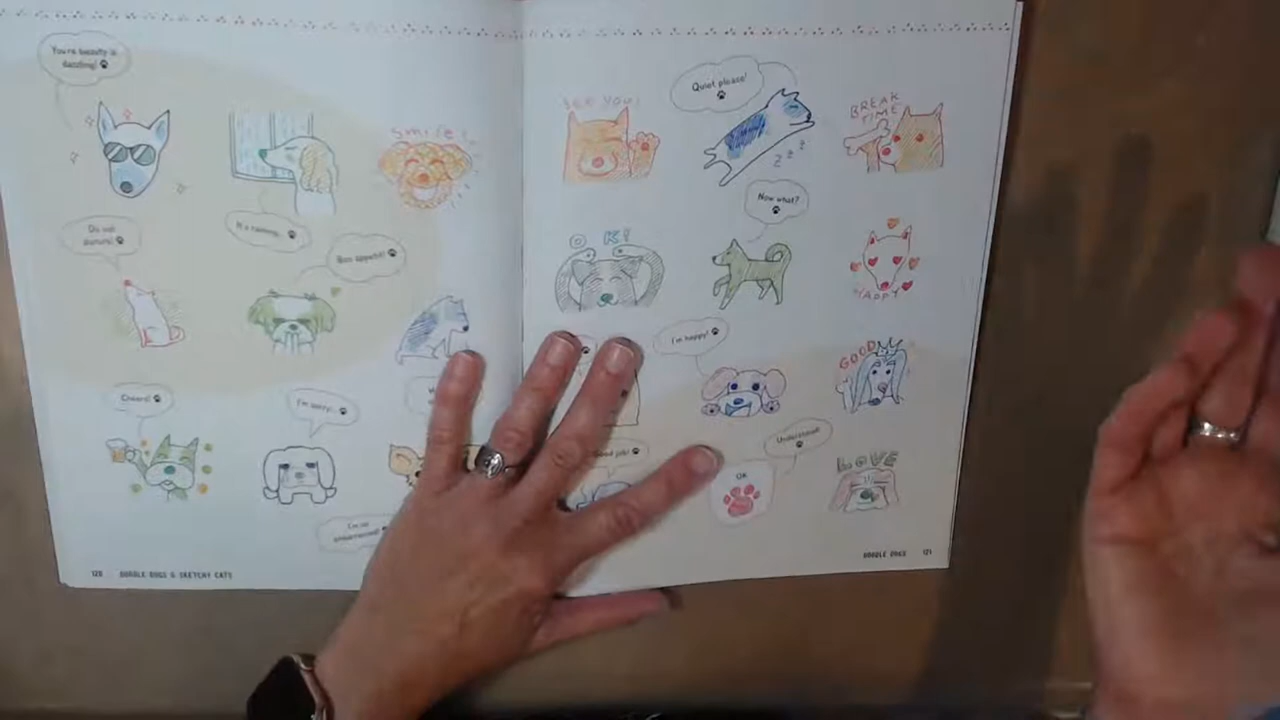 You're beauty is
dazzling!
Smile!
Do not
It's raining...
Bon appetit!
Cheers!
I'm sorry...
I'm so
embarrassed!
120 DOODLE DOGS & SKETCHY CATS
SEE YOU!
Quiet please!
z z z
BREAK
TIME
OK!
Now what?
HAPPY
I'm happy!
GOOD
Good job!
Understood!
OK
LOVE
DOODLE DOGS 121